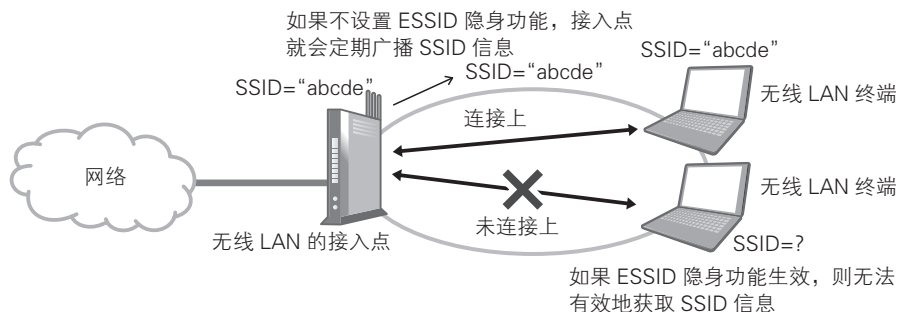 如果不设置 ESSID 隐身功能，接入点
就会定期广播 SSID 信息
SSID=“abcde”
SSID=“abcde”
SSID=“abcde”
无线 LAN 终端
连接上
网络
无线 LAN 终端
未连接上
无线 LAN 的接入点
SSID=?
如果 ESSID 隐身功能生效，则无法
有效地获取 SSID 信息